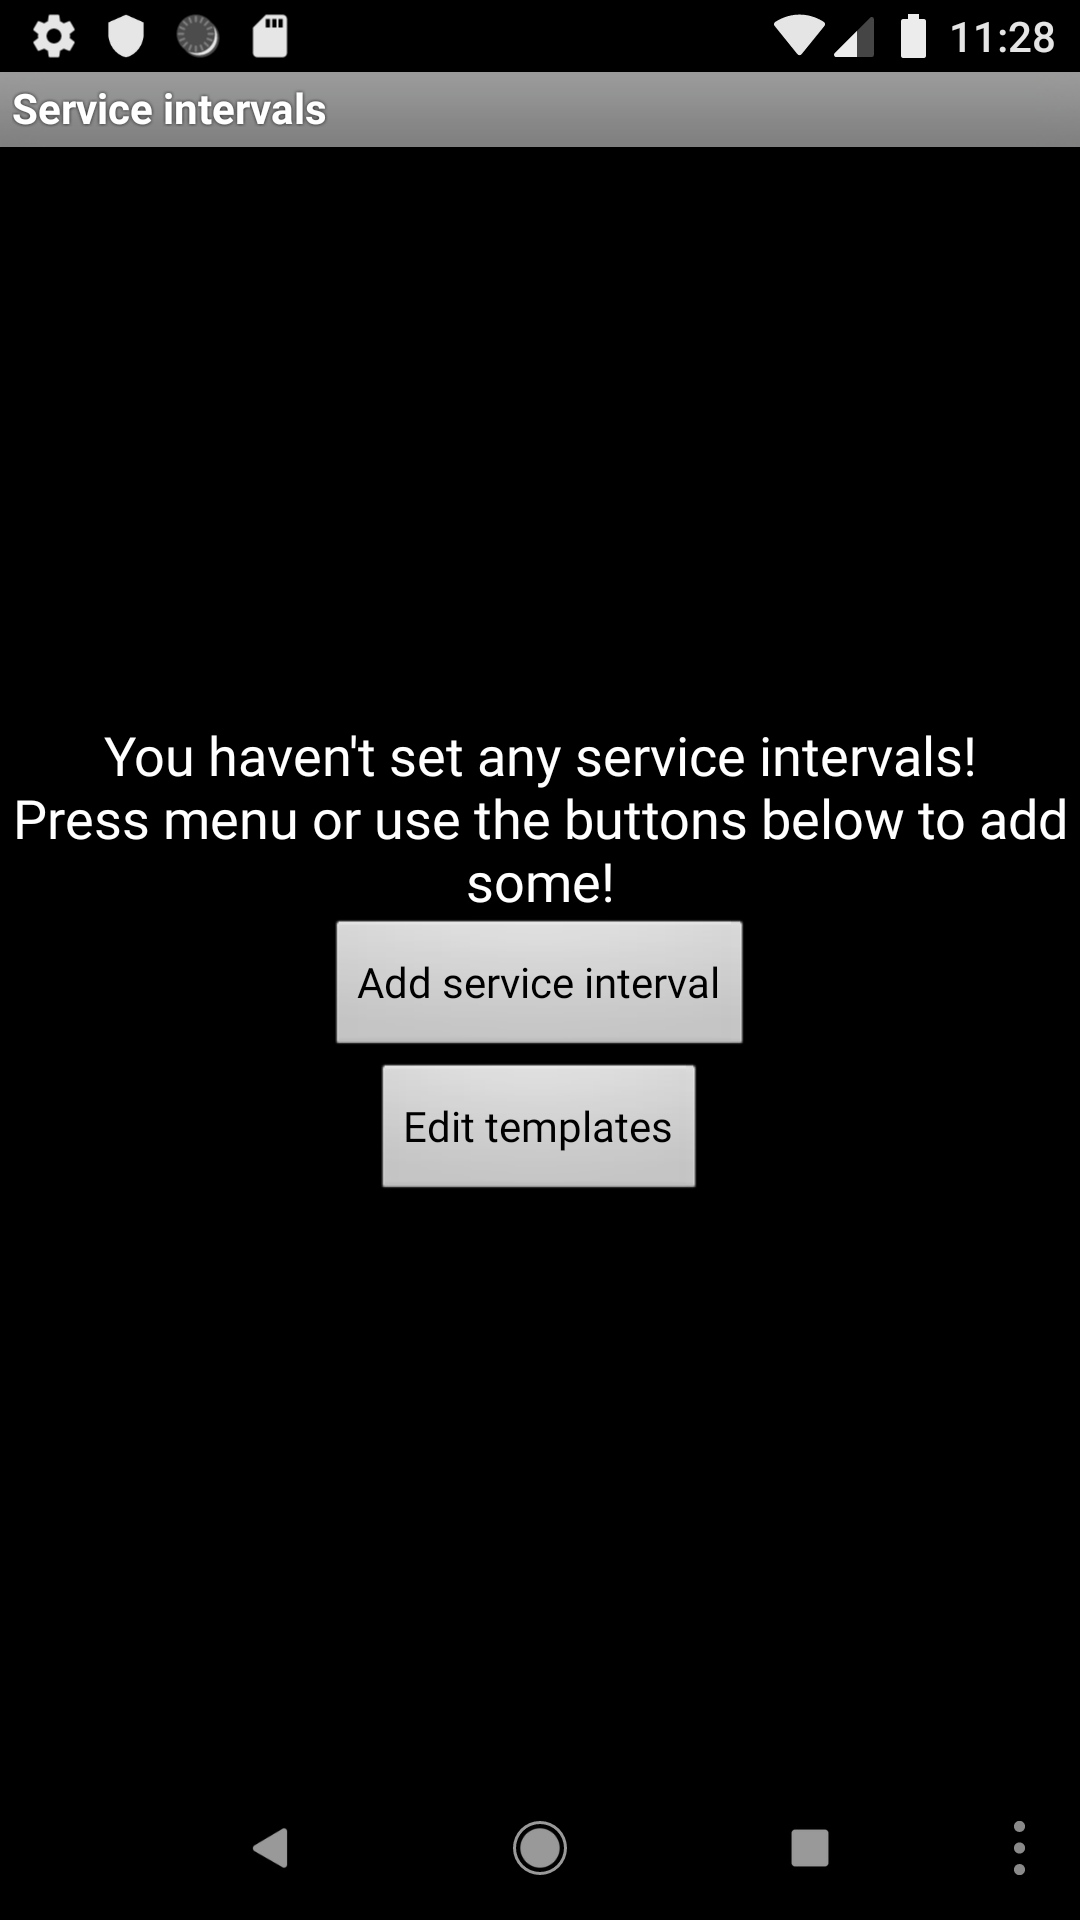 11:28
Service intervals
You haven't set any service intervals!
Press menu or use the buttons below to add
some!
Add service interval
Edit templates